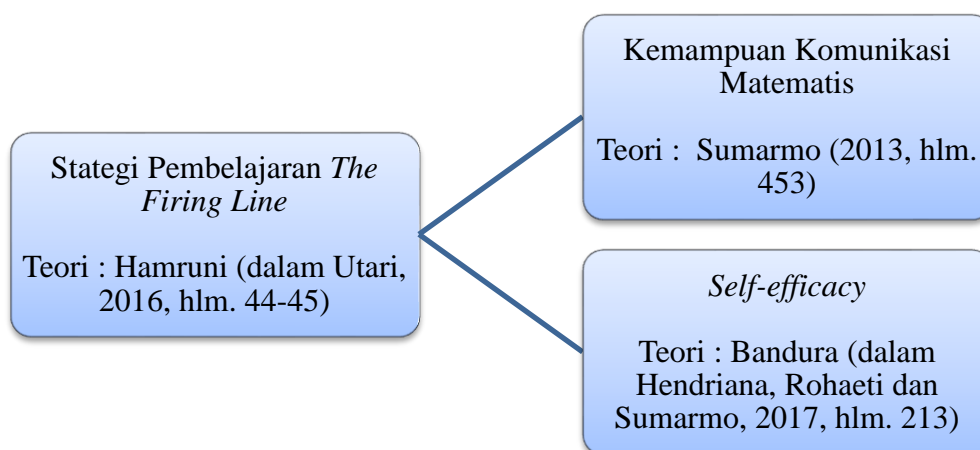 Stategi Pembelajaran The
Firing Line
Teori : Hamruni (dalam Utari,
2016, hlm. 44-45)
Kemampuan Komunikasi
Matematis
Teori :  Sumarmo (2013, hlm.
453)
Self-efficacy
Teori : Bandura (dalam
Hendriana, Rohaeti dan
Sumarmo, 2017, hlm. 213)